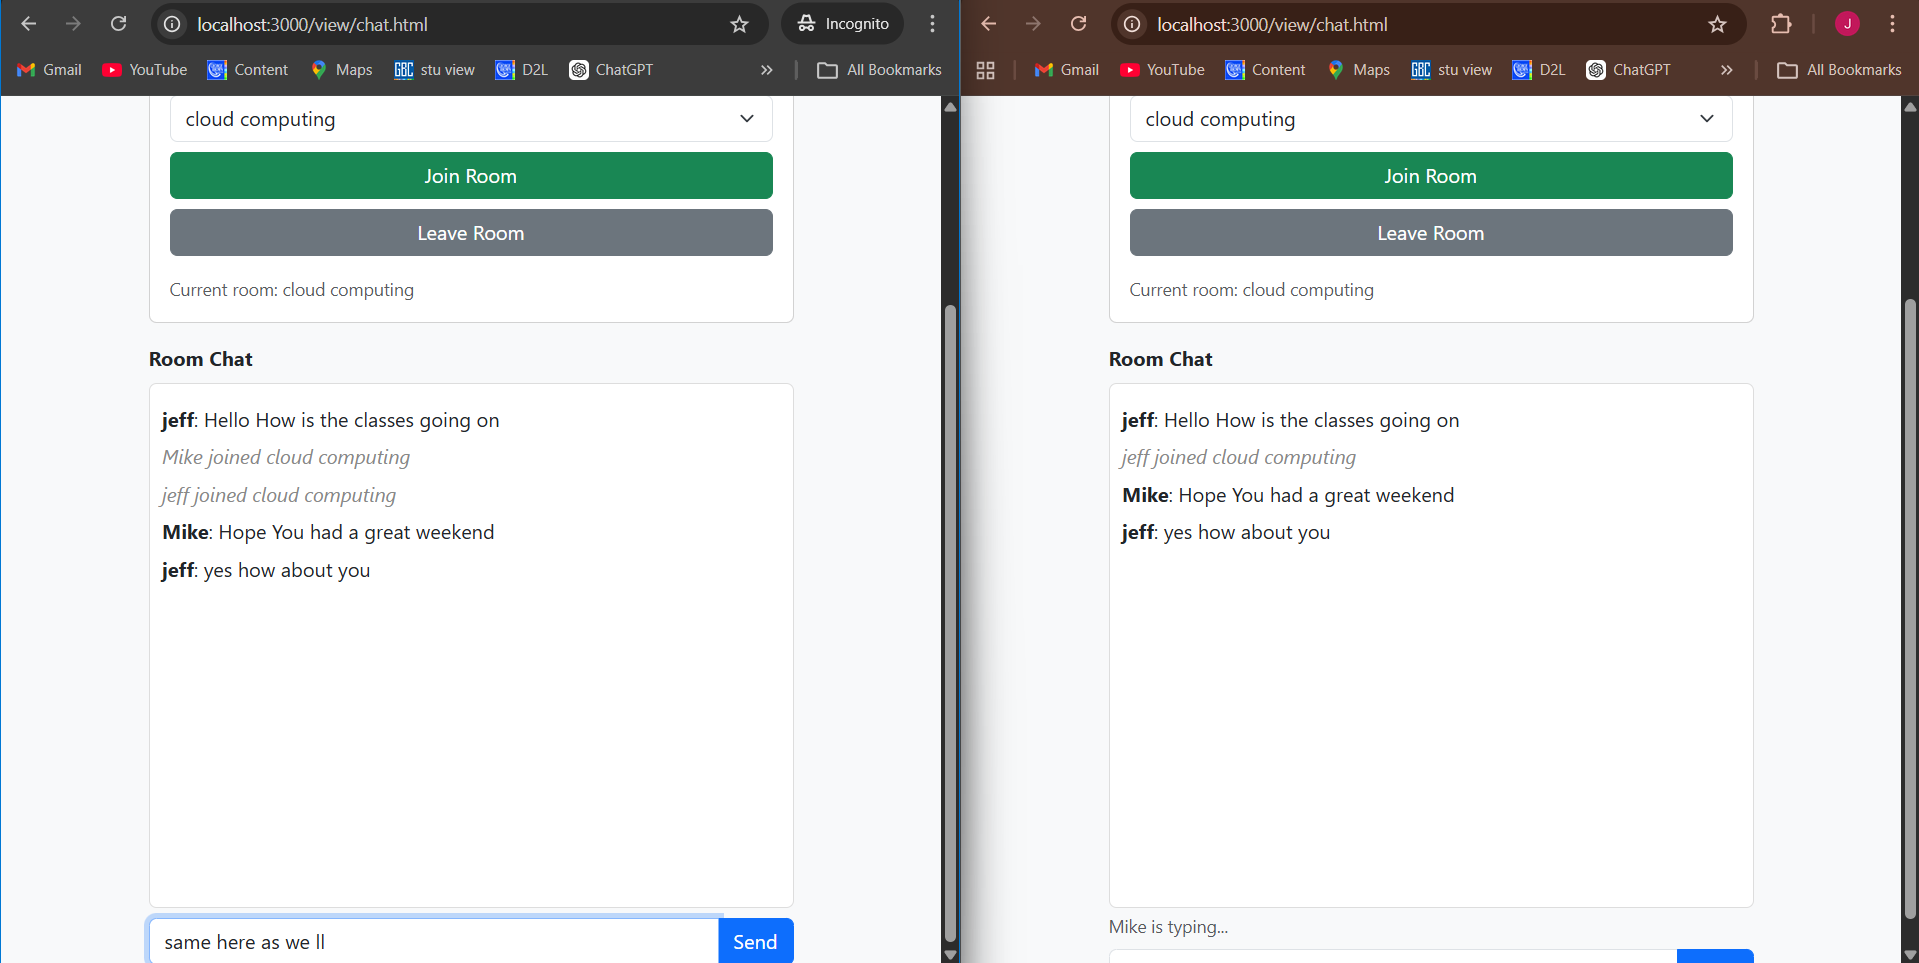 localhost:3000/view/chat.html
Incognito
Gmail YouTube Content Maps GBC stu view D2L ChatGPT All Bookmarks
cloud computing
Join Room
Leave Room
Current room: cloud computing
Room Chat
jeff: Hello How is the classes going on
Mike joined cloud computing
jeff joined cloud computing
Mike: Hope You had a great weekend
jeff: yes how about you
same here as we ll
Send
localhost:3000/view/chat.html
J
Gmail YouTube Content Maps GBC stu view D2L ChatGPT All Bookmarks
cloud computing
Join Room
Leave Room
Current room: cloud computing
Room Chat
jeff: Hello How is the classes going on
jeff joined cloud computing
Mike: Hope You had a great weekend
jeff: yes how about you
Mike is typing...